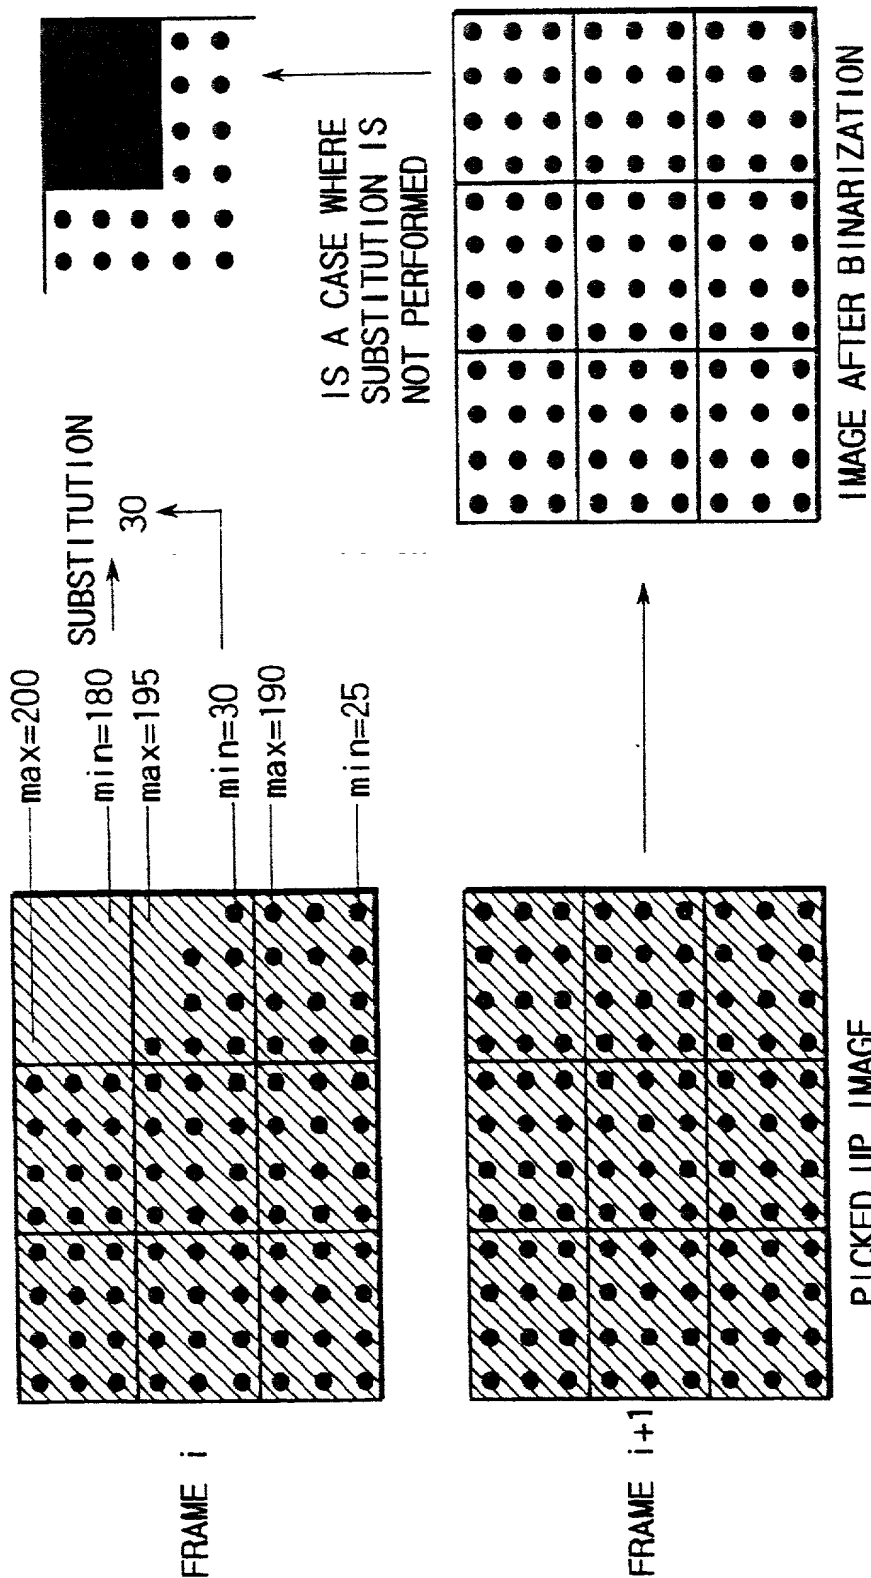 FRAME i
max=200
min=180
max=195
min=30
max=190
min=25
SUBSTITUTION
30
IS A CASE WHERE
SUBSTITUTION IS
NOT PERFORMED
FRAME i+1
PICKED UP IMAGE
IMAGE AFTER BINARIZATION